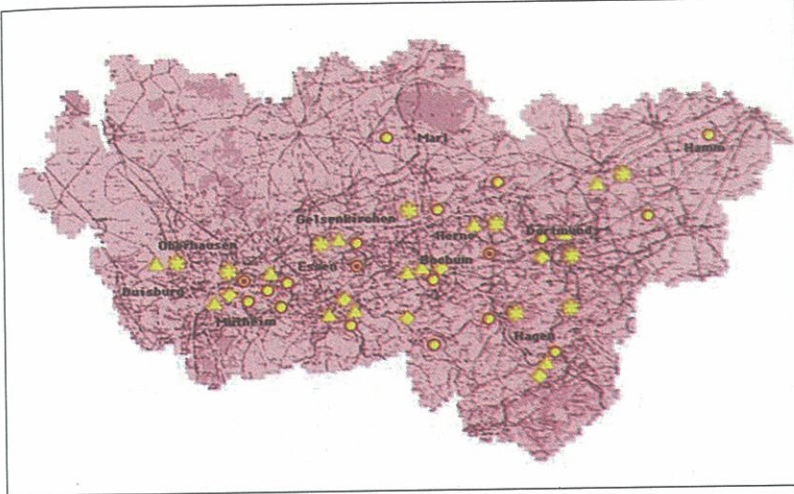 Marl
Hamm
Gelsenkirchen
Herne
Dortmund
Oberhausen
Essen
Bochum
Duisburg
Mülheim
Hagen